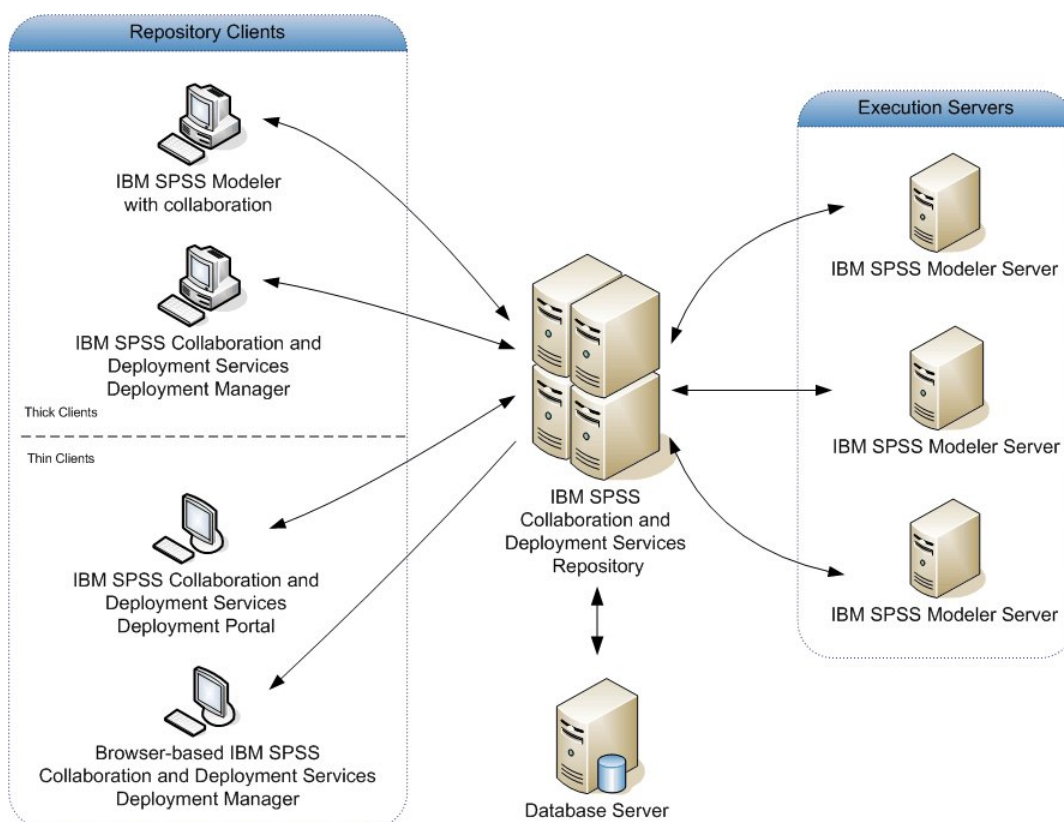 Repository Clients
IBM SPSS Modeler
with collaboration
IBM SPSS Collaboration and
Deployment Services
Deployment Manager
Thick Clients
Thin Clients
IBM SPSS Collaboration and
Deployment Services
Deployment Portal
Browser-based IBM SPSS
Collaboration and Deployment Services
Deployment Manager
IBM SPSS
Collaboration and
Deployment Services
Repository
Database Server
Execution Servers
IBM SPSS Modeler Server
IBM SPSS Modeler Server
IBM SPSS Modeler Server